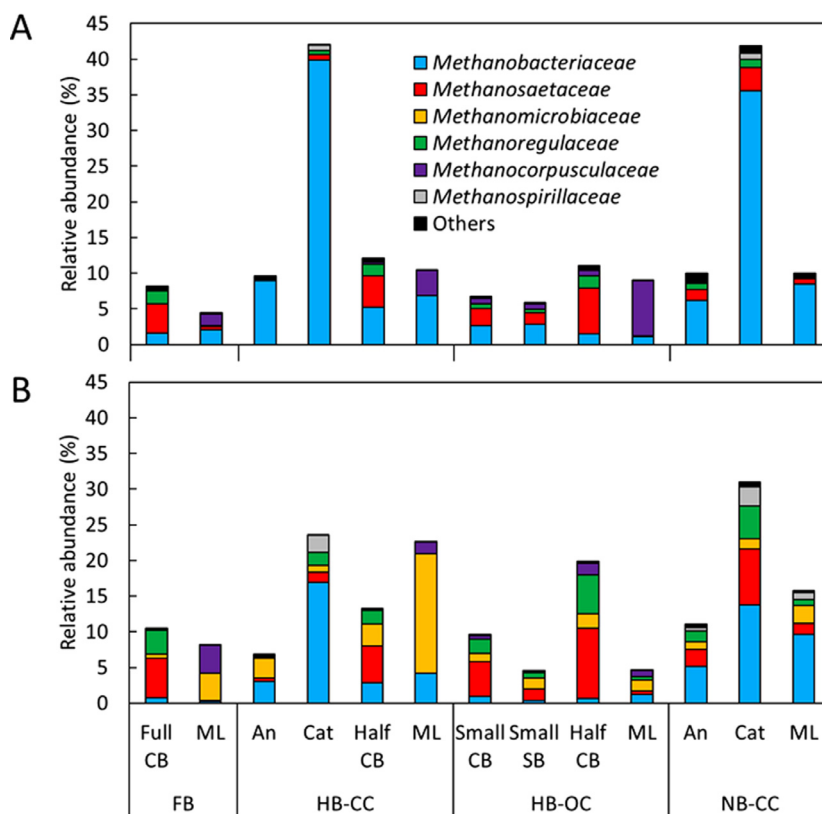 A
Relative abundance (%)
45
40
35
30
25
20
15
10
5
0
Methanobacteriaceae
Methanosaetaceae
Methanomicrobiaceae
Methanoregulaceae
Methanocorpusculaceae
Methanospirillaceae
Others
B
Relative abundance (%)
45
40
35
30
25
20
15
10
5
0
Full CB ML An Cat Half CB ML Small CB Small SB Half CB ML An Cat ML
FB HB-CC HB-OC NB-CC